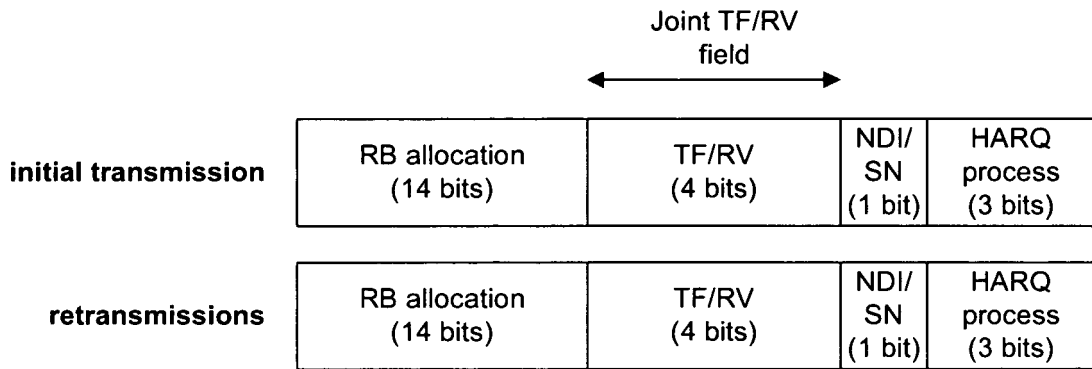 Joint TF/RV
field
initial transmission
RB allocation
(14 bits)
TF/RV
(4 bits)
NDI/
SN
(1 bit)
HARQ
process
(3 bits)
retransmissions
RB allocation
(14 bits)
TF/RV
(4 bits)
NDI/
SN
(1 bit)
HARQ
process
(3 bits)